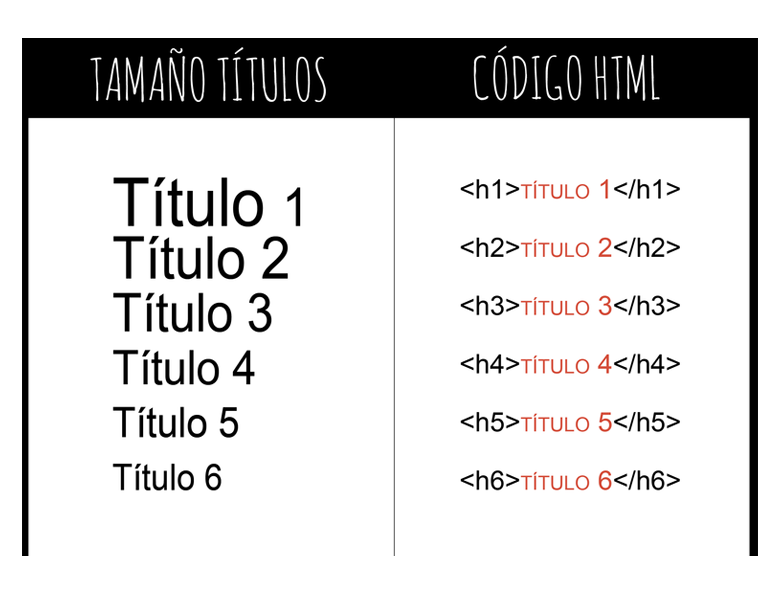 TAMAÑO TÍTULOS
CÓDIGO HTML
Título 1
<h1>TÍTULO 1</h1>
Título 2
<h2>TÍTULO 2</h2>
Título 3
<h3>TÍTULO 3</h3>
Título 4
<h4>TÍTULO 4</h4>
Título 5
<h5>TÍTULO 5</h5>
Título 6
<h6>TÍTULO 6</h6>